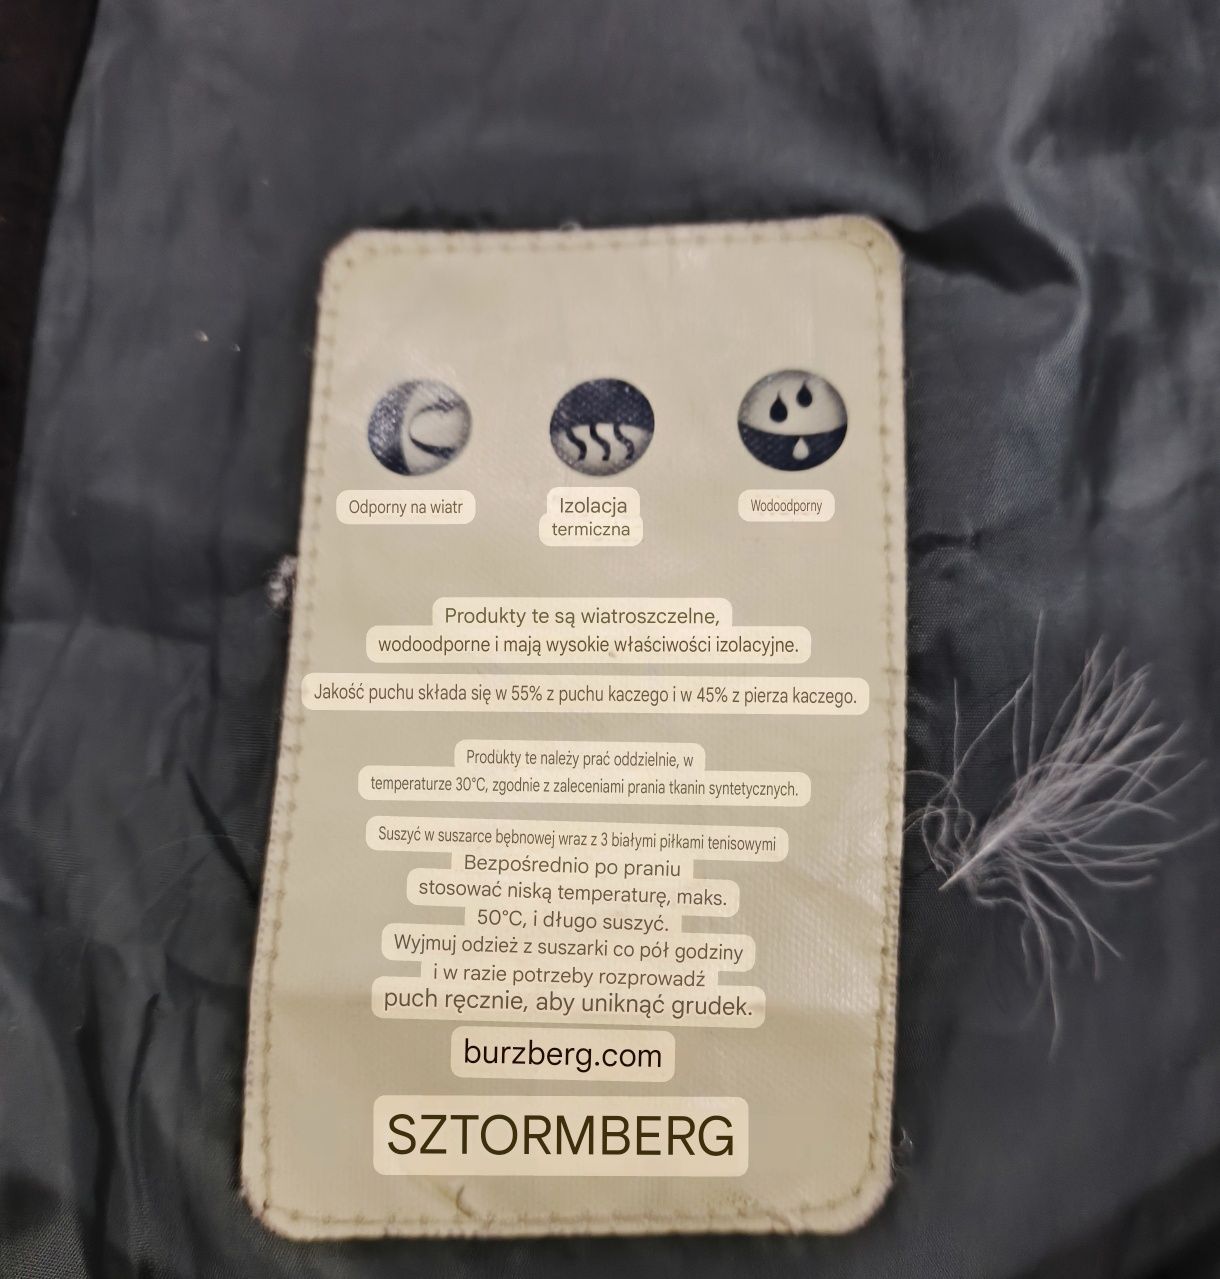 Odporny na wiatr
Izolacja
termiczna
Wodoodporny
Produkty te są wiatroszczelne,
wodoodporne i mają wysokie właściwości izolacyjne.
Jakość puchu składa się w 55% z puchu kaczego i w 45% z pierza kaczego.
Produkty te należy prać oddzielnie, w
temperaturze 30°C, zgodnie z zaleceniami prania tkanin syntetycznych.
Suszyć w suszarce bębnowej wraz z 3 białymi piłkami tenisowymi
Bezpośrednio po praniu
stosować niską temperaturę, maks.
50°C, i długo suszyć.
Wyjmuj odzież z suszarki co pół godziny
i w razie potrzeby rozprowadź
puch ręcznie, aby uniknąć grudek.
burzberg.com
SZTORMBERG